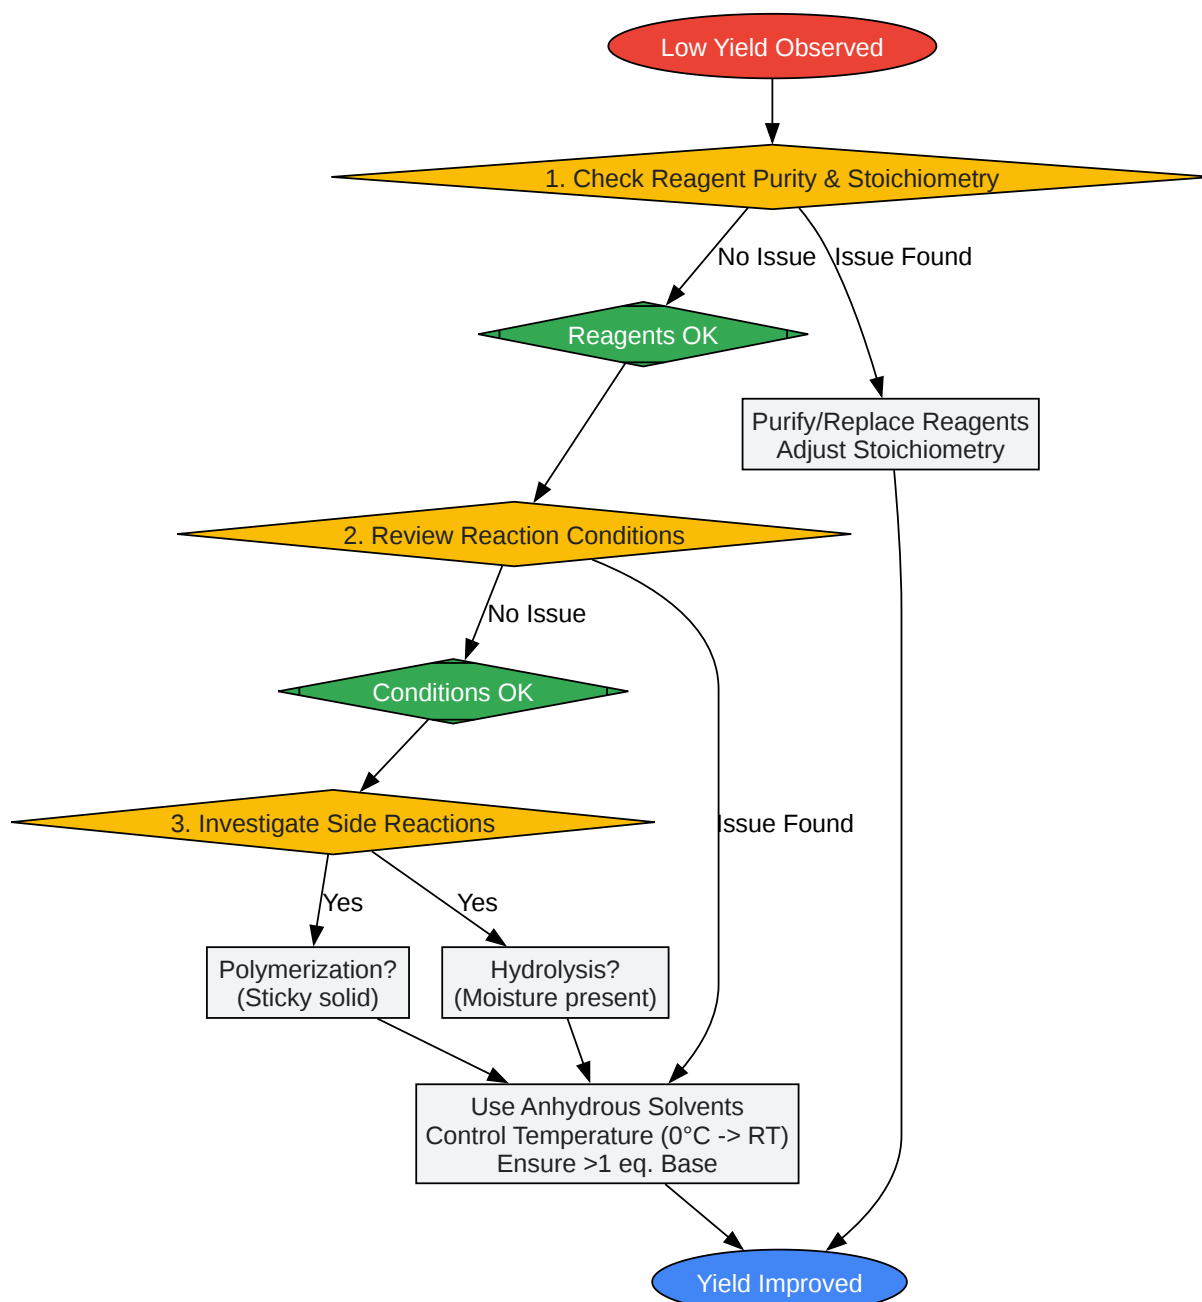 Low Yield Observed
1. Check Reagent Purity & Stoichiometry
No Issue
Issue Found
Reagents OK
Purify/Replace Reagents
Adjust Stoichiometry
2. Review Reaction Conditions
No Issue
Conditions OK
3. Investigate Side Reactions
Issue Found
Yes
Yes
Polymerization?
(Sticky solid)
Hydrolysis?
(Moisture present)
Use Anhydrous Solvents
Control Temperature (0°C -> RT)
Ensure >1 eq. Base
Yield Improved